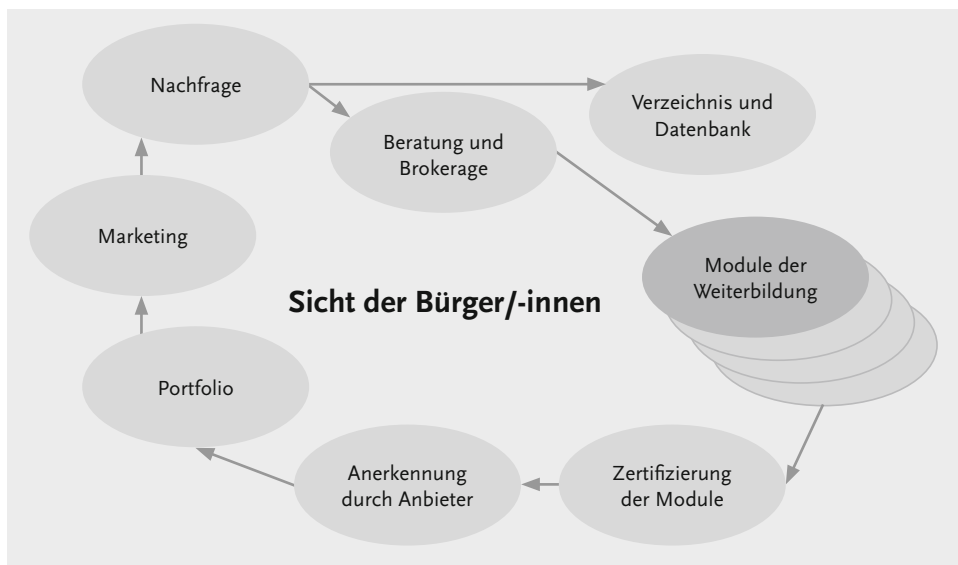 Nachfrage
Verzeichnis und
Datenbank
Beratung und
Brokerage
Marketing
Module der
Weiterbildung
Sicht der Bürger/-innen
Portfolio
Anerkennung
durch Anbieter
Zertifizierung
der Module